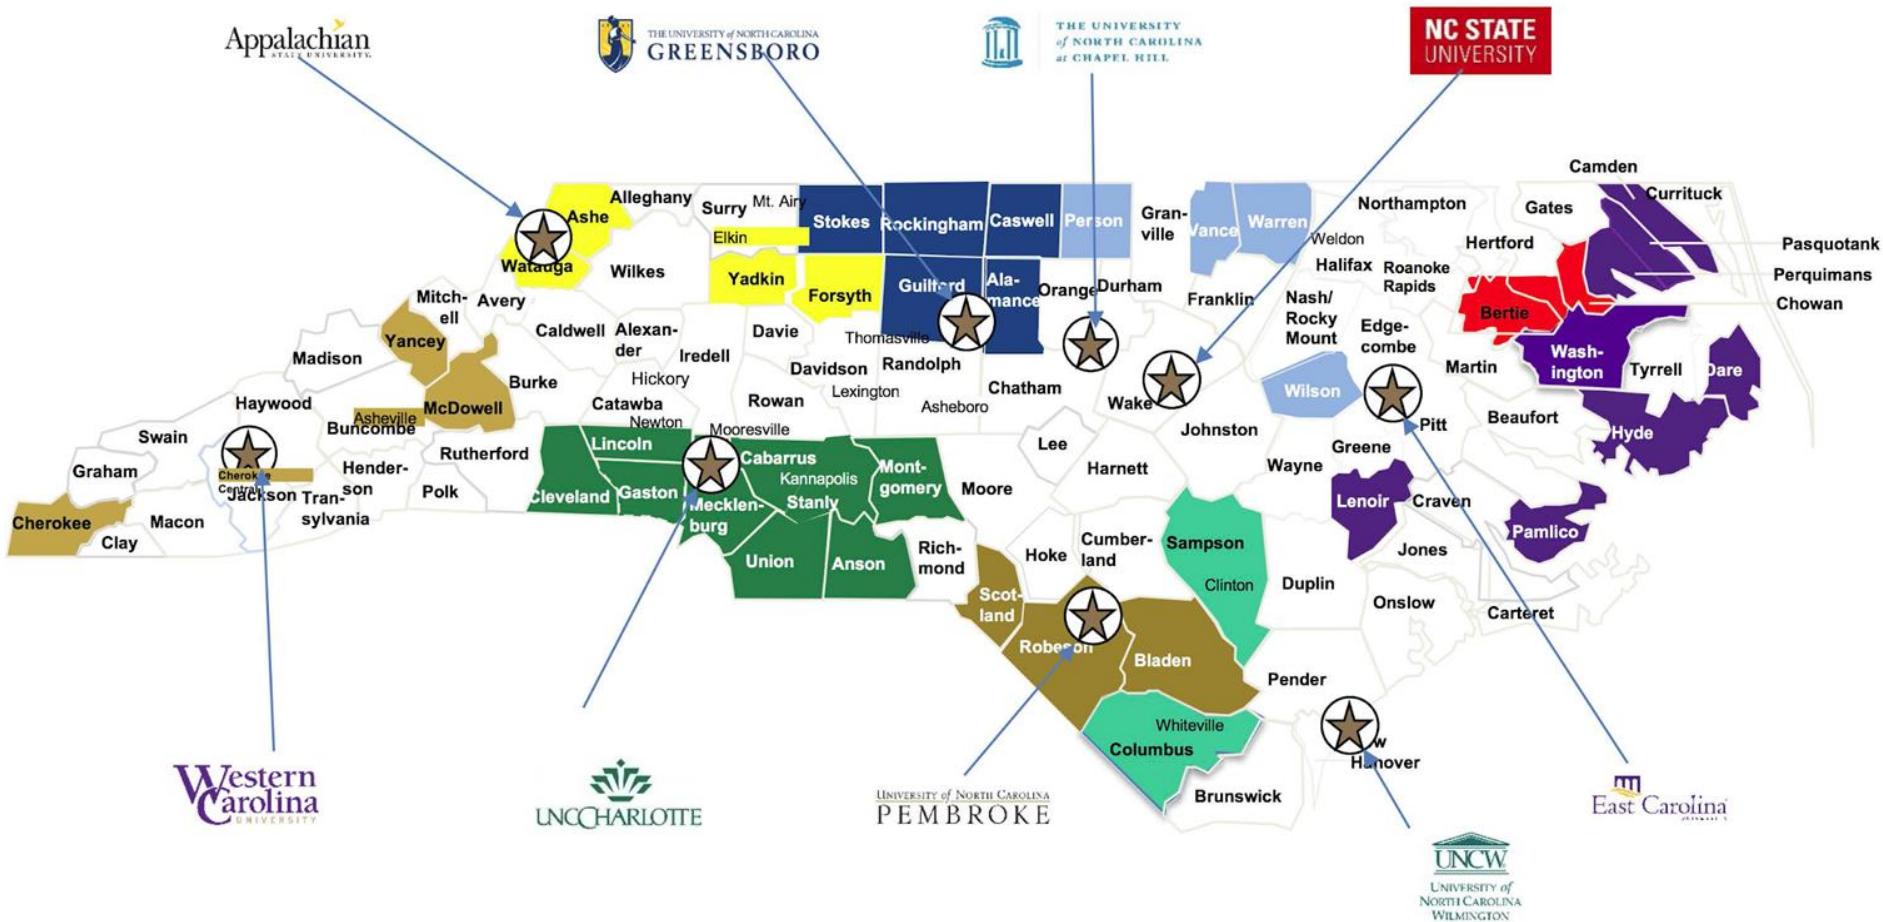 Appalachian
STATE UNIVERSITY.
THE UNIVERSITY of NORTH CAROLINA
GREENSBORO
THE UNIVERSITY
of NORTH CAROLINA
at CHAPEL HILL
NC STATE
UNIVERSITY
Camden
Currituck
Alleghany
Ashe
Surry
Mt. Airy
Elkin
Stokes
Rockingham
Caswell
Person
Gran-
ville
Vance
Warren
Weldon
Northampton
Gates
Hertford
Pasquotank
Perquimans
Chowan
Watauga
Wilkes
Yadkin
Forsyth
Guilford
Ala-
mance
Orange
Durham
Franklin
Halifax
Roanoke
Rapids
Nash/
Rocky
Mount
Edge-
combe
Bertie
Mitch-
ell
Avery
Caldwell
Alexan-
der
Iredell
Davie
Thomasville
Davidson
Randolph
Lexington
Asheboro
Chatham
Wake
Wilson
Martin
Wash-
ington
Tyrrell
Dare
Yancey
Madison
McDowell
Burke
Hickory
Catawba
Newton
Rowan
Mooresville
Haywood
Asheville
Buncombe
Swain
Graham
Cherokee
Central
Jackson
Hender-
son
Rutherford
Polk
Tran-
sylvania
Cherokee
Macon
Clay
Lincoln
Cleveland
Gaston
Mecklen-
burg
Cabarrus
Kannapolis
Stanly
Mont-
gomery
Union
Anson
Rich-
mond
Moore
Lee
Harnett
Johnston
Wayne
Greene
Pitt
Beaufort
Hyde
Lenoir
Craven
Pamlico
Jones
Hoke
Cumber-
land
Sampson
Clinton
Duplin
Onslow
Carteret
Scot-
land
Robeson
Bladen
Pender
Whiteville
Columbus
Brunswick
w
Hanover
Western
Carolina
UNIVERSITY
UNC CHARLOTTE
UNIVERSITY of NORTH CAROLINA
PEMBROKE
UNCW
UNIVERSITY of
NORTH CAROLINA
WILMINGTON
East Carolina